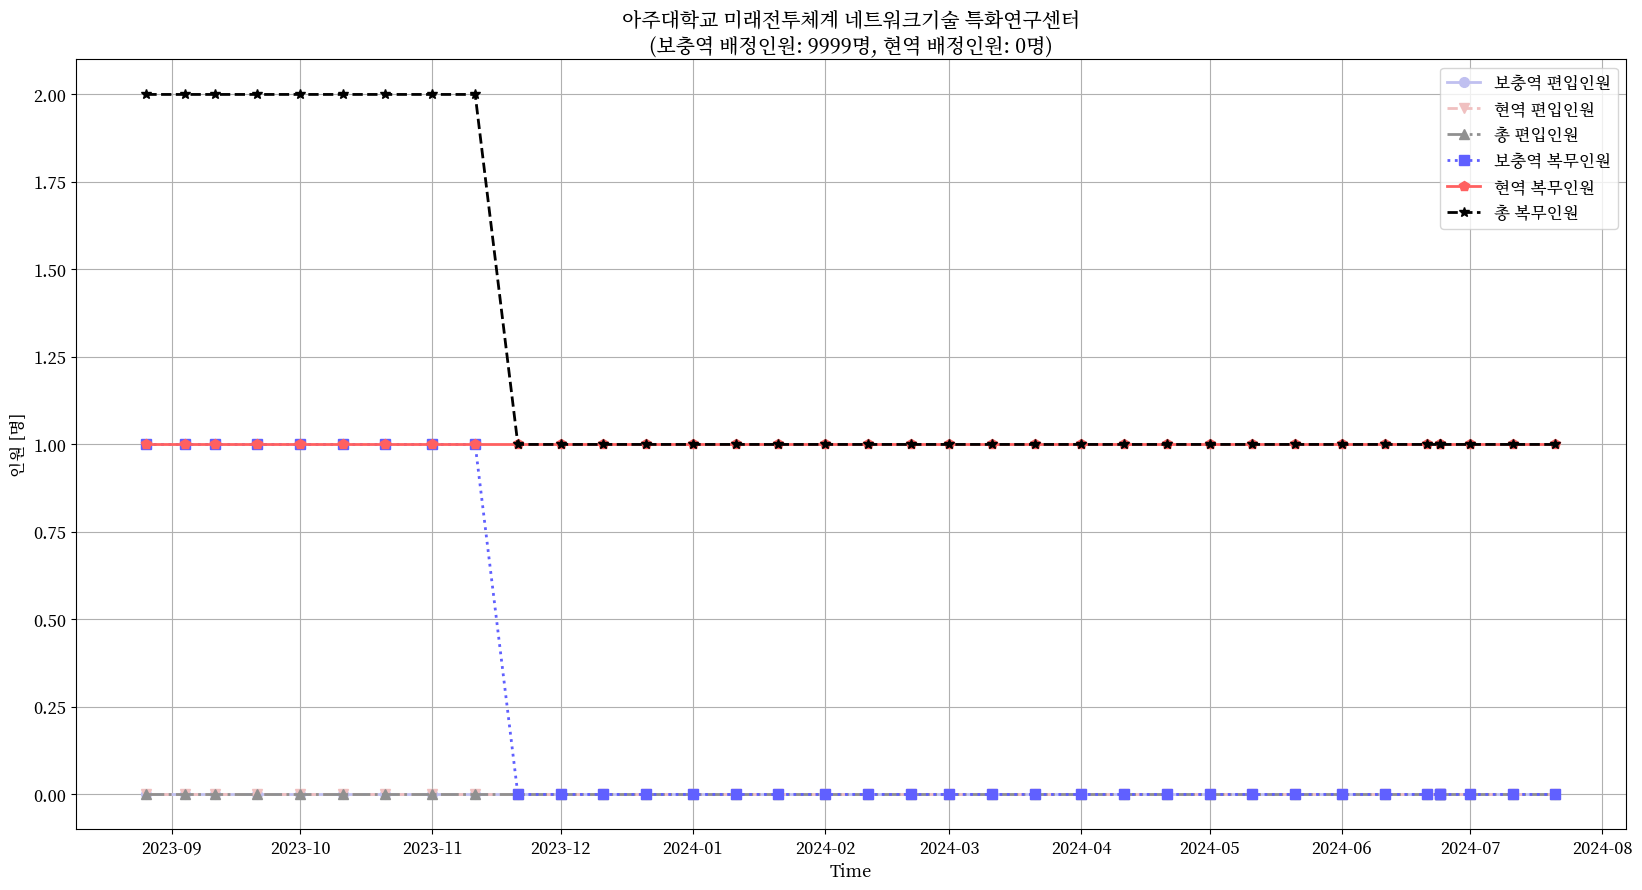 아주대학교 미래전투체계 네트워크기술 특화연구센터
(보충역 배정인원: 9999명, 현역 배정인원: 0명)
보충역 편입인원
현역 편입인원
총 편입인원
보충역 복무인원
현역 복무인원
총 복무인원
인원 [명]
2.00
1.75
1.50
1.25
1.00
0.75
0.50
0.25
0.00
2023-09
2023-10
2023-11
2023-12
2024-01
2024-02
2024-03
2024-04
2024-05
2024-06
2024-07
2024-08
Time